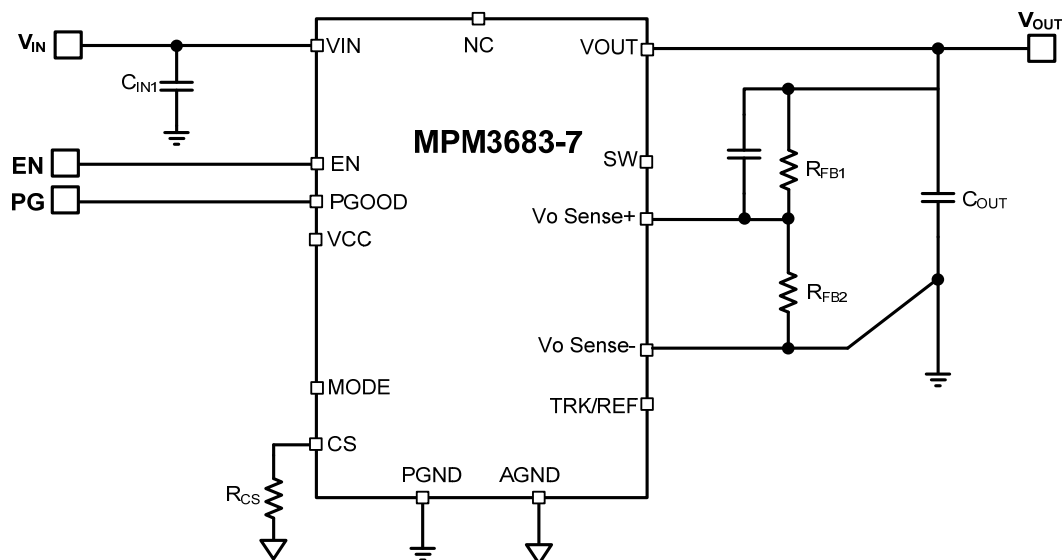 VIN
VIN
NC
VOUT
VOUT
CIN1
MPM3683-7
EN
EN
SW
RFB1
PG
PGOOD
Vo Sense+
COUT
VCC
RFB2
Vo Sense-
MODE
TRK/REF
CS
PGND
AGND
RCS